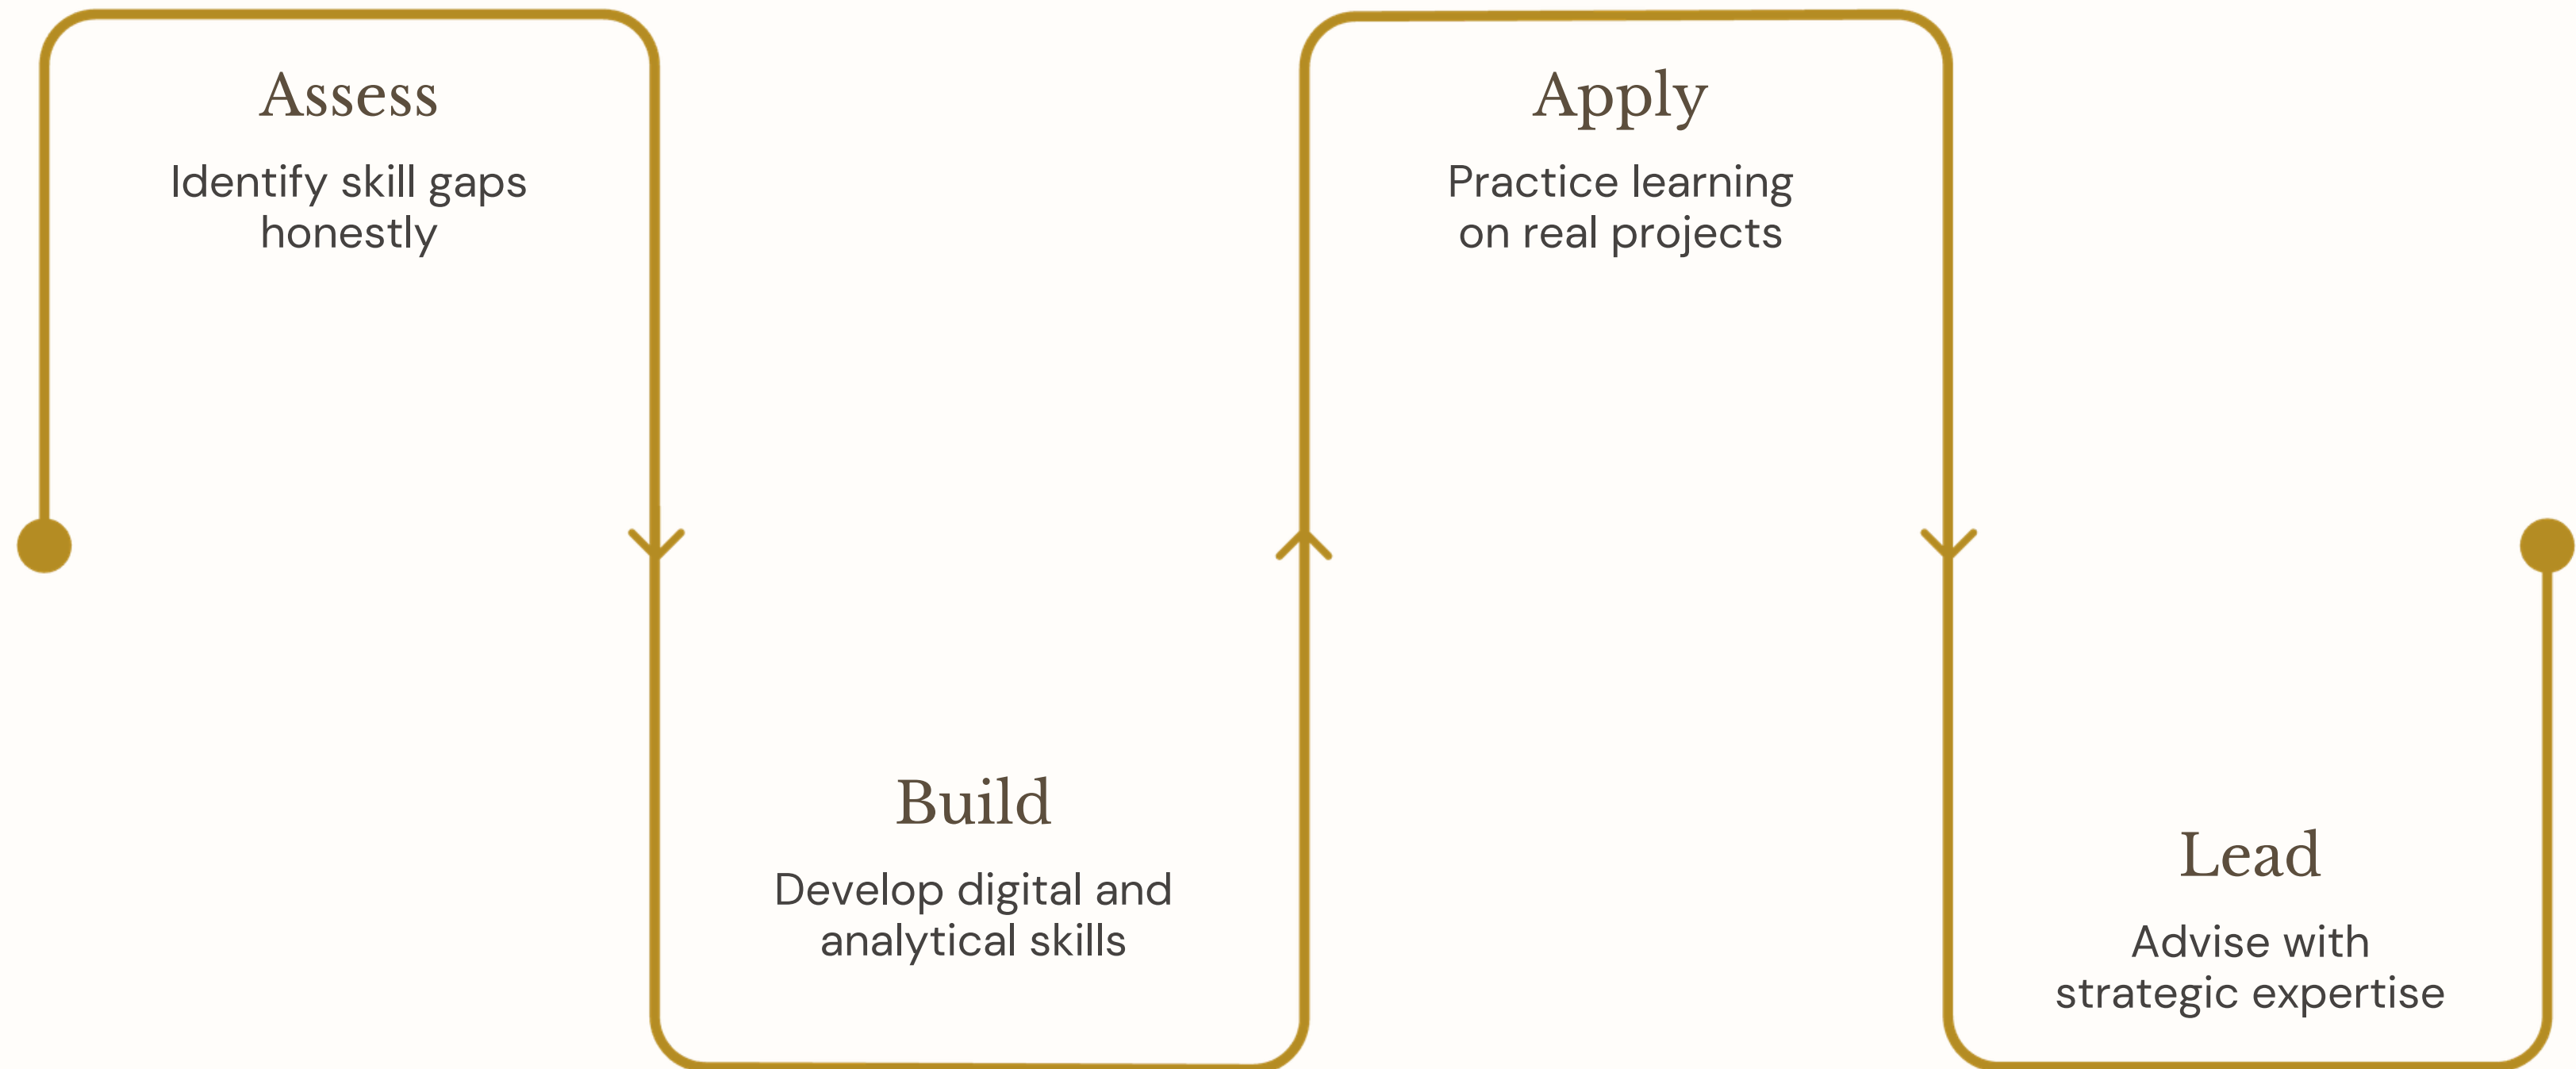 Assess
Identify skill gaps
honestly
Build
Develop digital and
analytical skills
Apply
Practice learning
on real projects
Lead
Advise with
strategic expertise